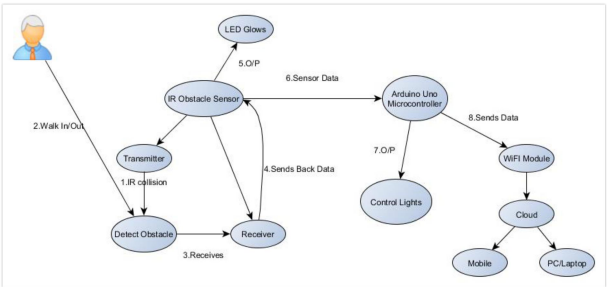 LED Glows
5.O/P
6.Sensor Data
IR Obstacle Sensor
Arduino Uno
Microcontroller
2.Walk In/Out
8.Sends Data
7.O/P
Transmitter
WiFI Module
4.Sends Back Data
1.IR collision
Control Lights
Cloud
Detect Obstacle
Receiver
3.Receives
Mobile
PC/Laptop